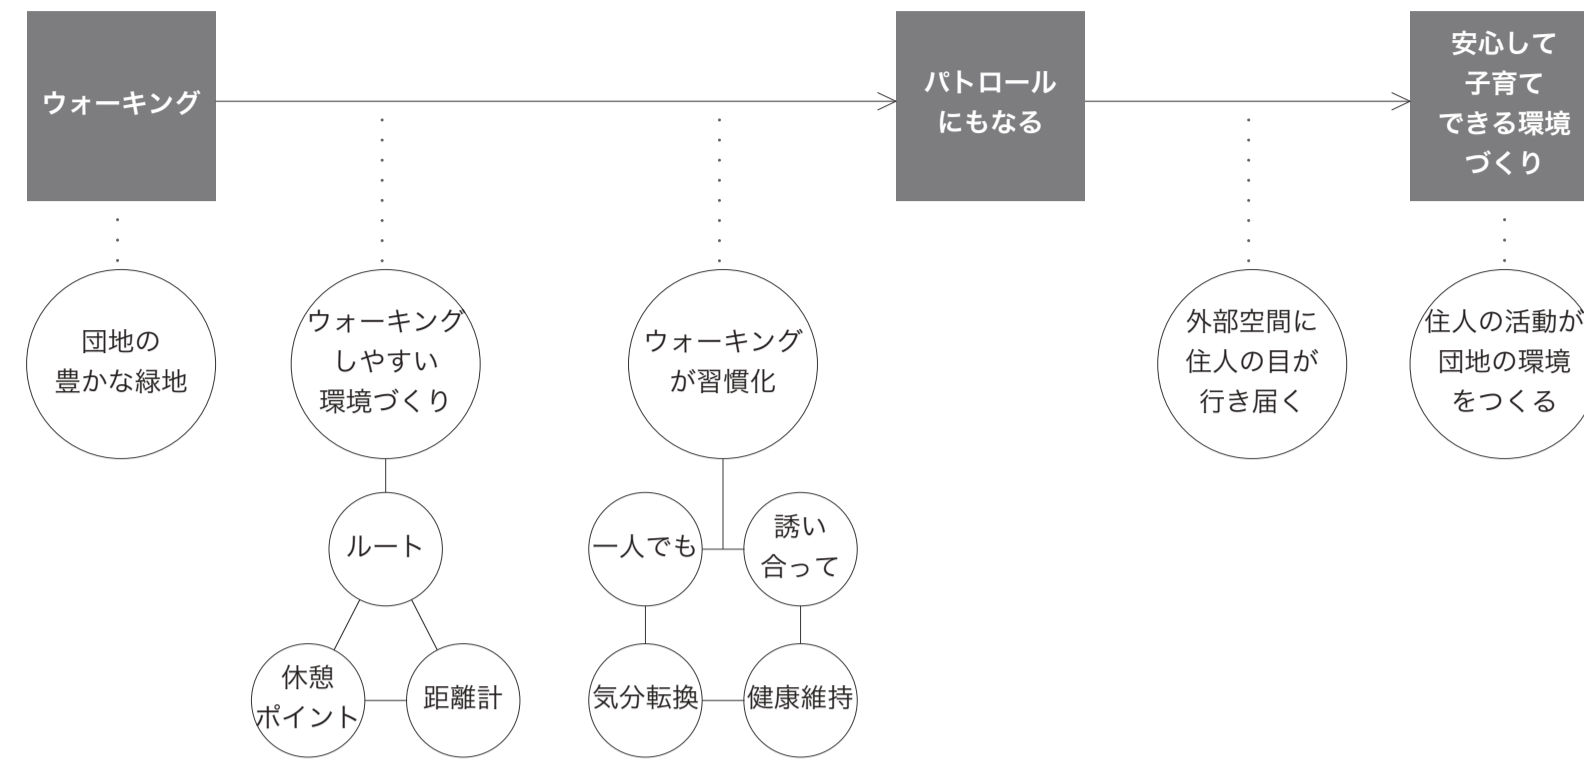 ウォーキング
パトロール
にもなる
安心して
子育て
できる環境
づくり
団地の
豊かな緑地
ウォーキング
しやすい
環境づくり
ウォーキング
が習慣化
外部空間に
住人の目が
行き届く
住人の活動が
団地の環境
をつくる
ルート
休憩
ポイント
距離計
一人でも
誘い
合って
気分転換
健康維持